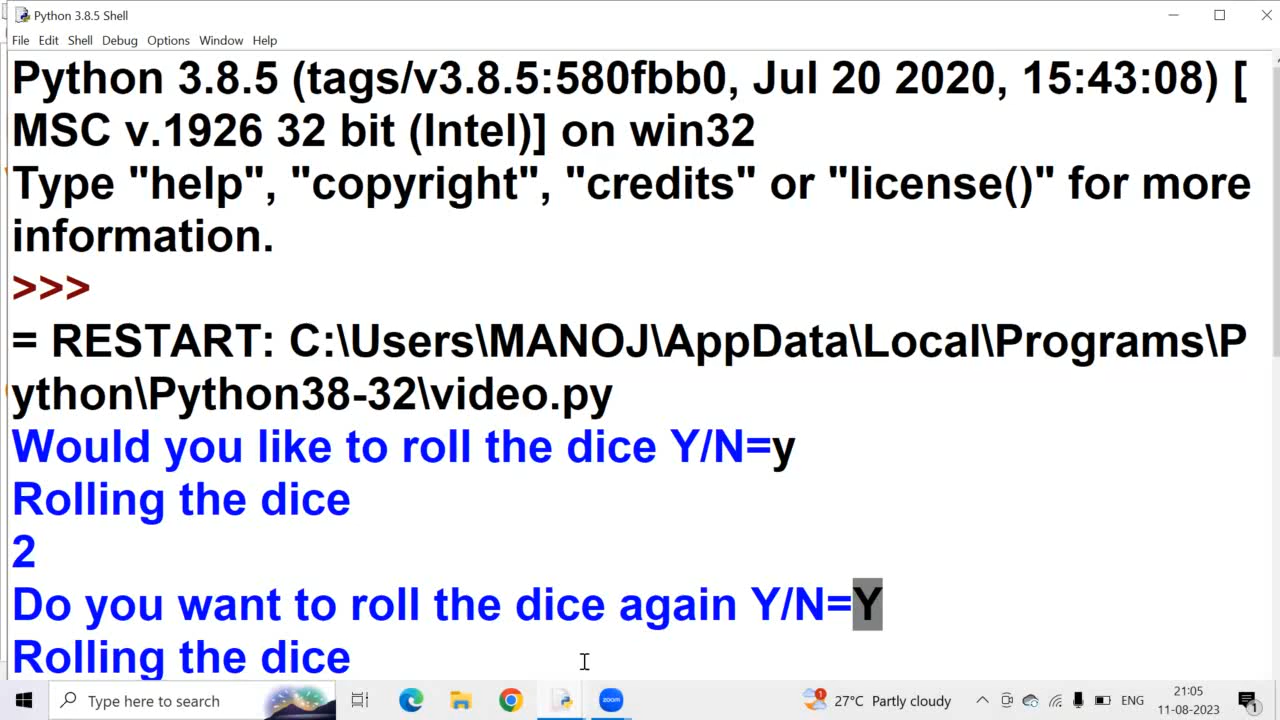 Python 3.8.5 Shell
File Edit Shell Debug Options Window Help
Python 3.8.5 (tags/v3.8.5:580fbb0, Jul 20 2020, 15:43:08) [
MSC v.1926 32 bit (Intel)] on win32
Type "help", "copyright", "credits" or "license()" for more
information.
>>>
= RESTART: C:\Users\MANOJ\AppData\Local\Programs\P
ython\Python38-32\video.py
Would you like to roll the dice Y/N=y
Rolling the dice
2
Do you want to roll the dice again Y/N=Y
Rolling the dice
Type here to search
zoom
1
27°C Partly cloudy
ENG
21:05
11-08-2023
1